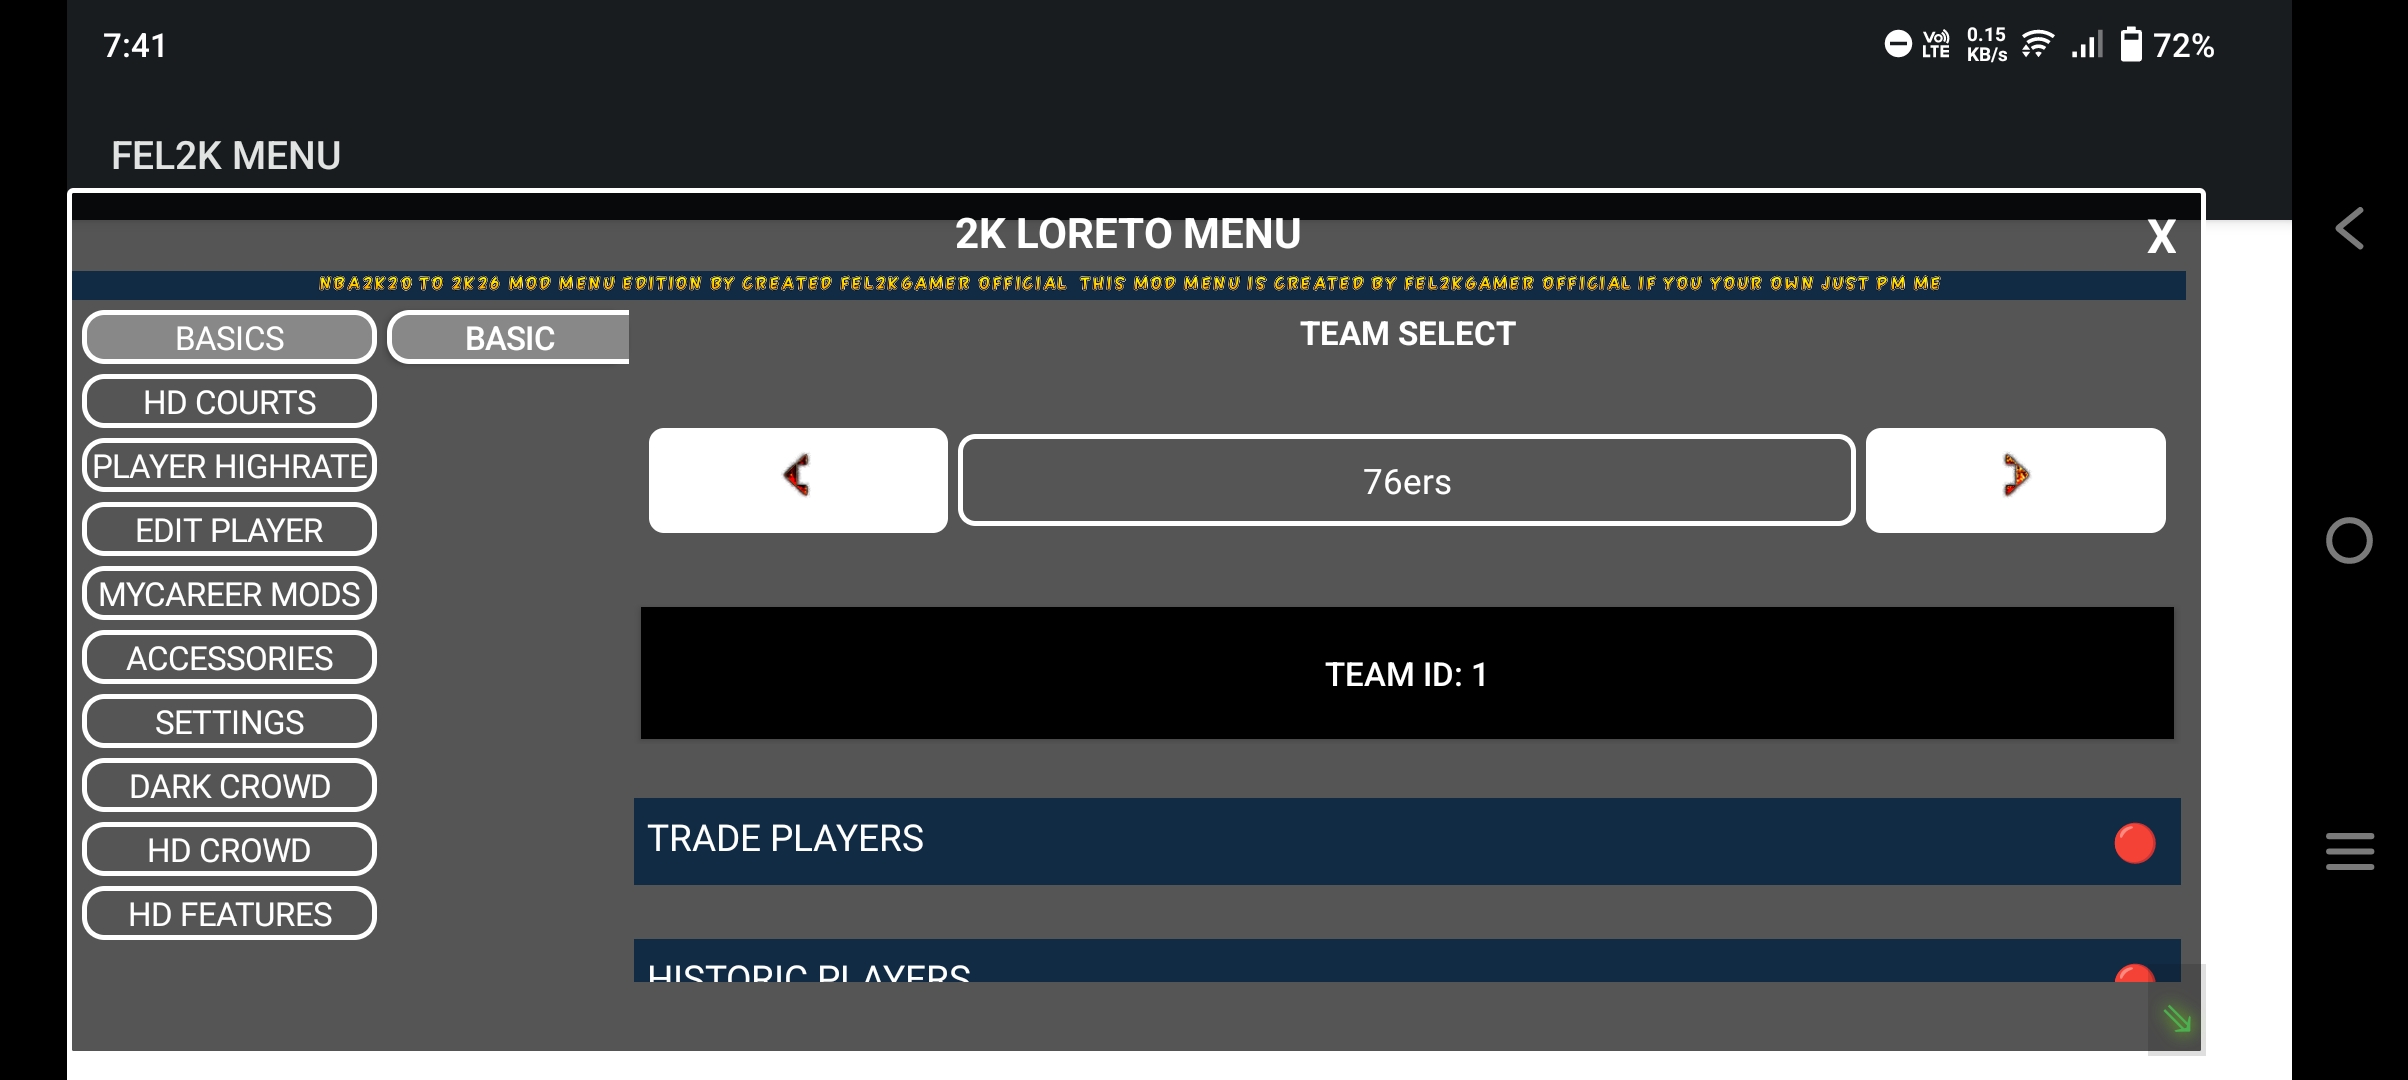 7:41
Vo) LTE 0.15 KB/s 72%
FEL2K MENU
2K LORETO MENU
X
NBA2K20 TO 2K26 MOD MENU EDITION BY CREATED FEL2KGAMER OFFICIAL THIS MOD MENU IS CREATED BY FEL2KGAMER OFFICIAL IF YOU YOUR OWN JUST PM ME
BASICS
HD COURTS
PLAYER HIGHRATE
EDIT PLAYER
MYCAREER MODS
ACCESSORIES
SETTINGS
DARK CROWD
HD CROWD
HD FEATURES
BASIC
TEAM SELECT
76ers
TEAM ID: 1
TRADE PLAYERS
HISTORIC PLAYERS